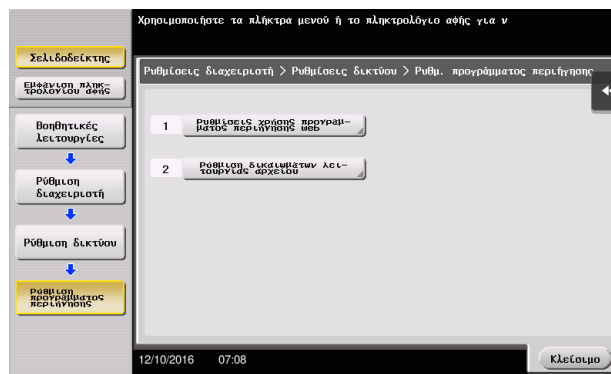 Χρησιμοποιήστε τα πλήκτρα μενού ή το πληκτρολόγιο αφής για ν
Σελιδοδείκτης
Εμφάνιση πληκ-
τρολογίου αφής
Βοηθητικές
λειτουργίες
Ρύθμιση
διαχειριστή
Ρύθμιση δικτύου
Ρύθμιση
προγράμματος
περιήγησης
Ρυθμίσεις διαχειριστή > Ρυθμίσεις δικτύου > Ρυθμ. προγράμματος περιήγησης
1 Ρυθμίσεις χρήσης προγράμ-
ματος περιήγησης web
2 Ρύθμιση δικαιωμάτων λει-
τουργίας αρχείου
12/10/2016 07:08
Κλείσιμο